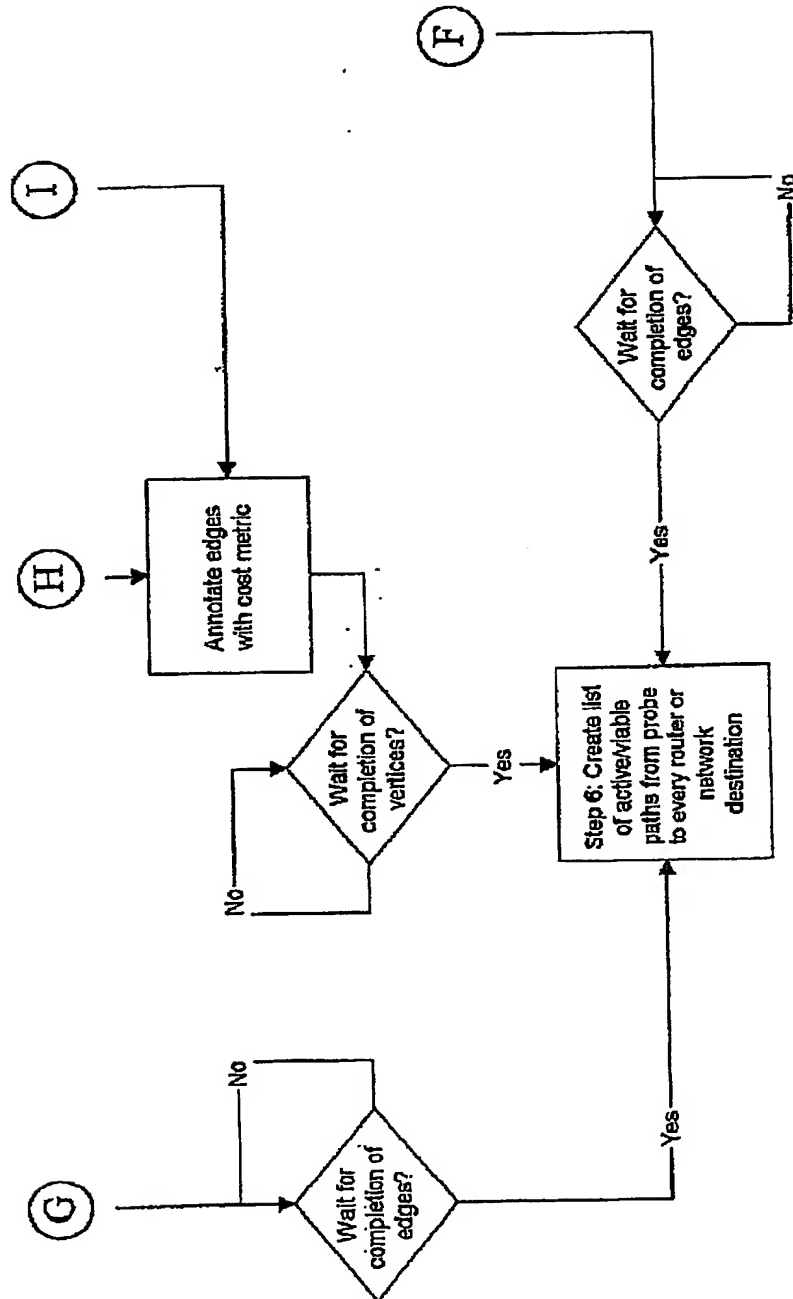 G
H
I
Annotate edges
with cost metric
No
Wait for
completion of
edges?
No
Wait for
completion of
vertices?
F
Yes
Yes
Step 6: Create list
of active/viable
paths from probe
to every router or
network
destination
Yes
Wait for
completion of
edges?
No